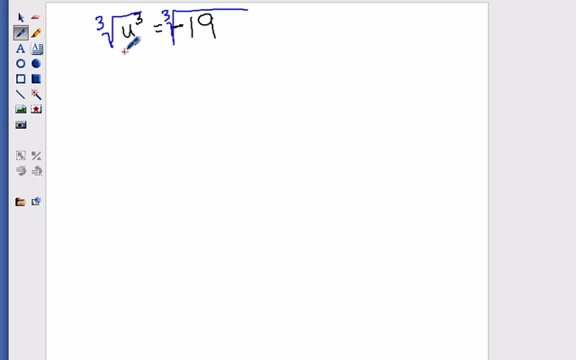 ∛u³ = ∛-19